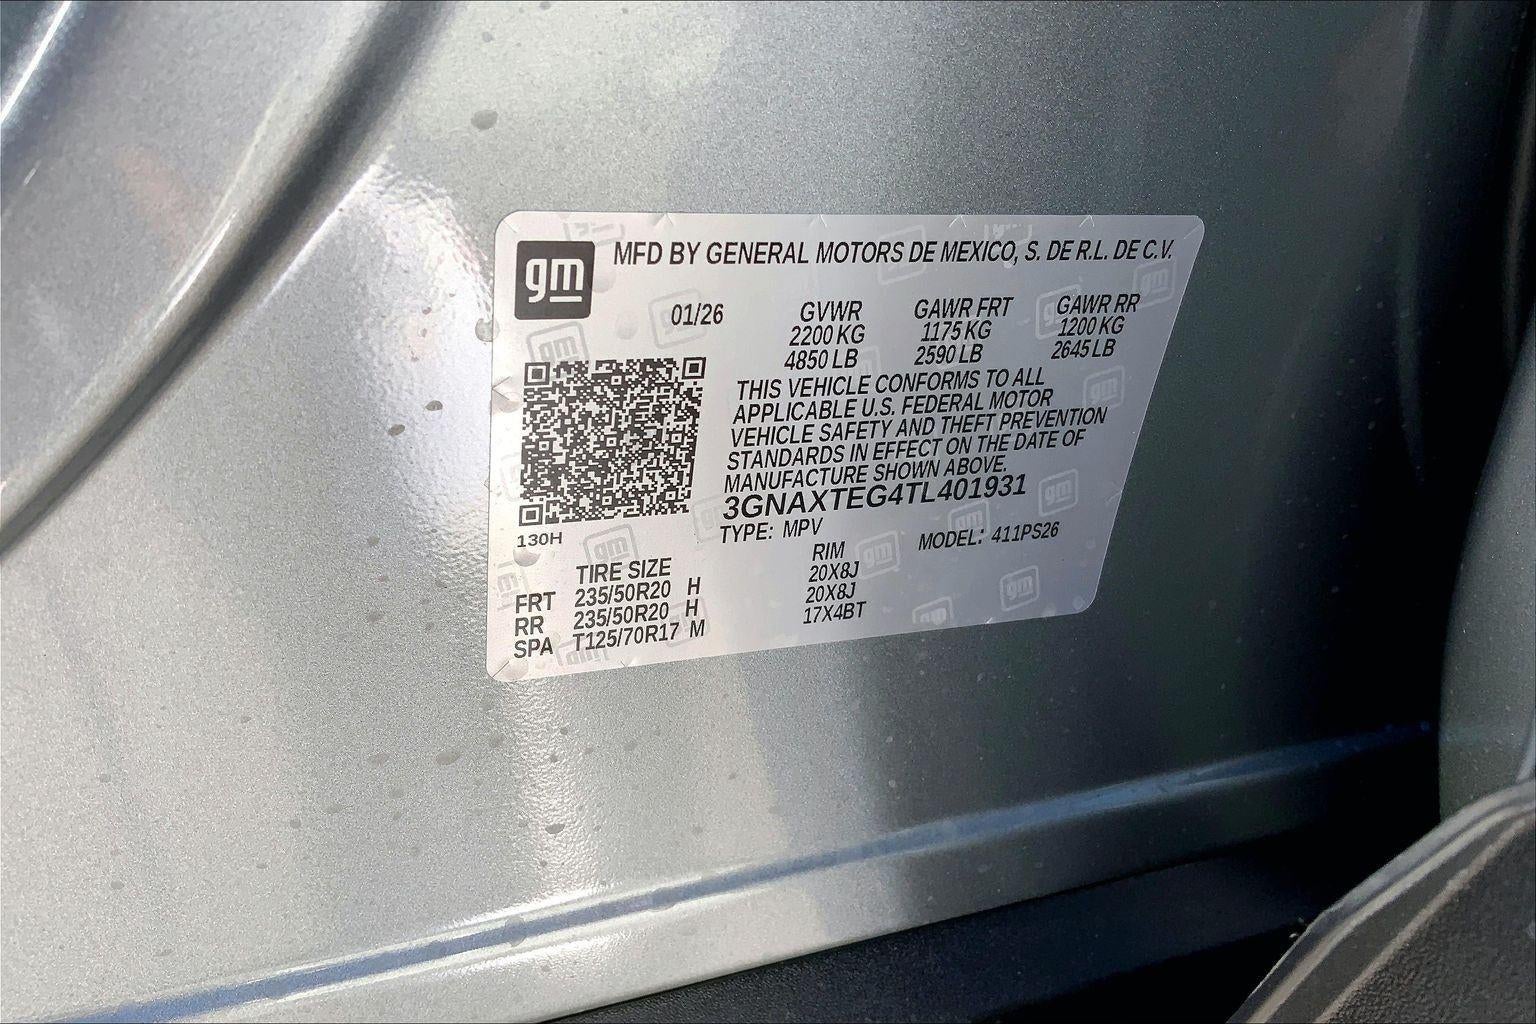 gm MFD BY GENERAL MOTORS DE MEXICO, S. DE R.L. DE C.V.
01/26 GVWR GAWR FRT GAWR RR
2200 KG 1175 KG 1200 KG
4850 LB 2590 LB 2645 LB
THIS VEHICLE CONFORMS TO ALL
APPLICABLE U.S. FEDERAL MOTOR
VEHICLE SAFETY AND THEFT PREVENTION
STANDARDS IN EFFECT ON THE DATE OF
MANUFACTURE SHOWN ABOVE.
3GNAXTEG4TL401931
130H TYPE: MPV MODEL: 411PS26
TIRE SIZE RIM
FRT 235/50R20 H 20X8J
RR 235/50R20 H 20X8J
SPA T125/70R17 M 17X4BT